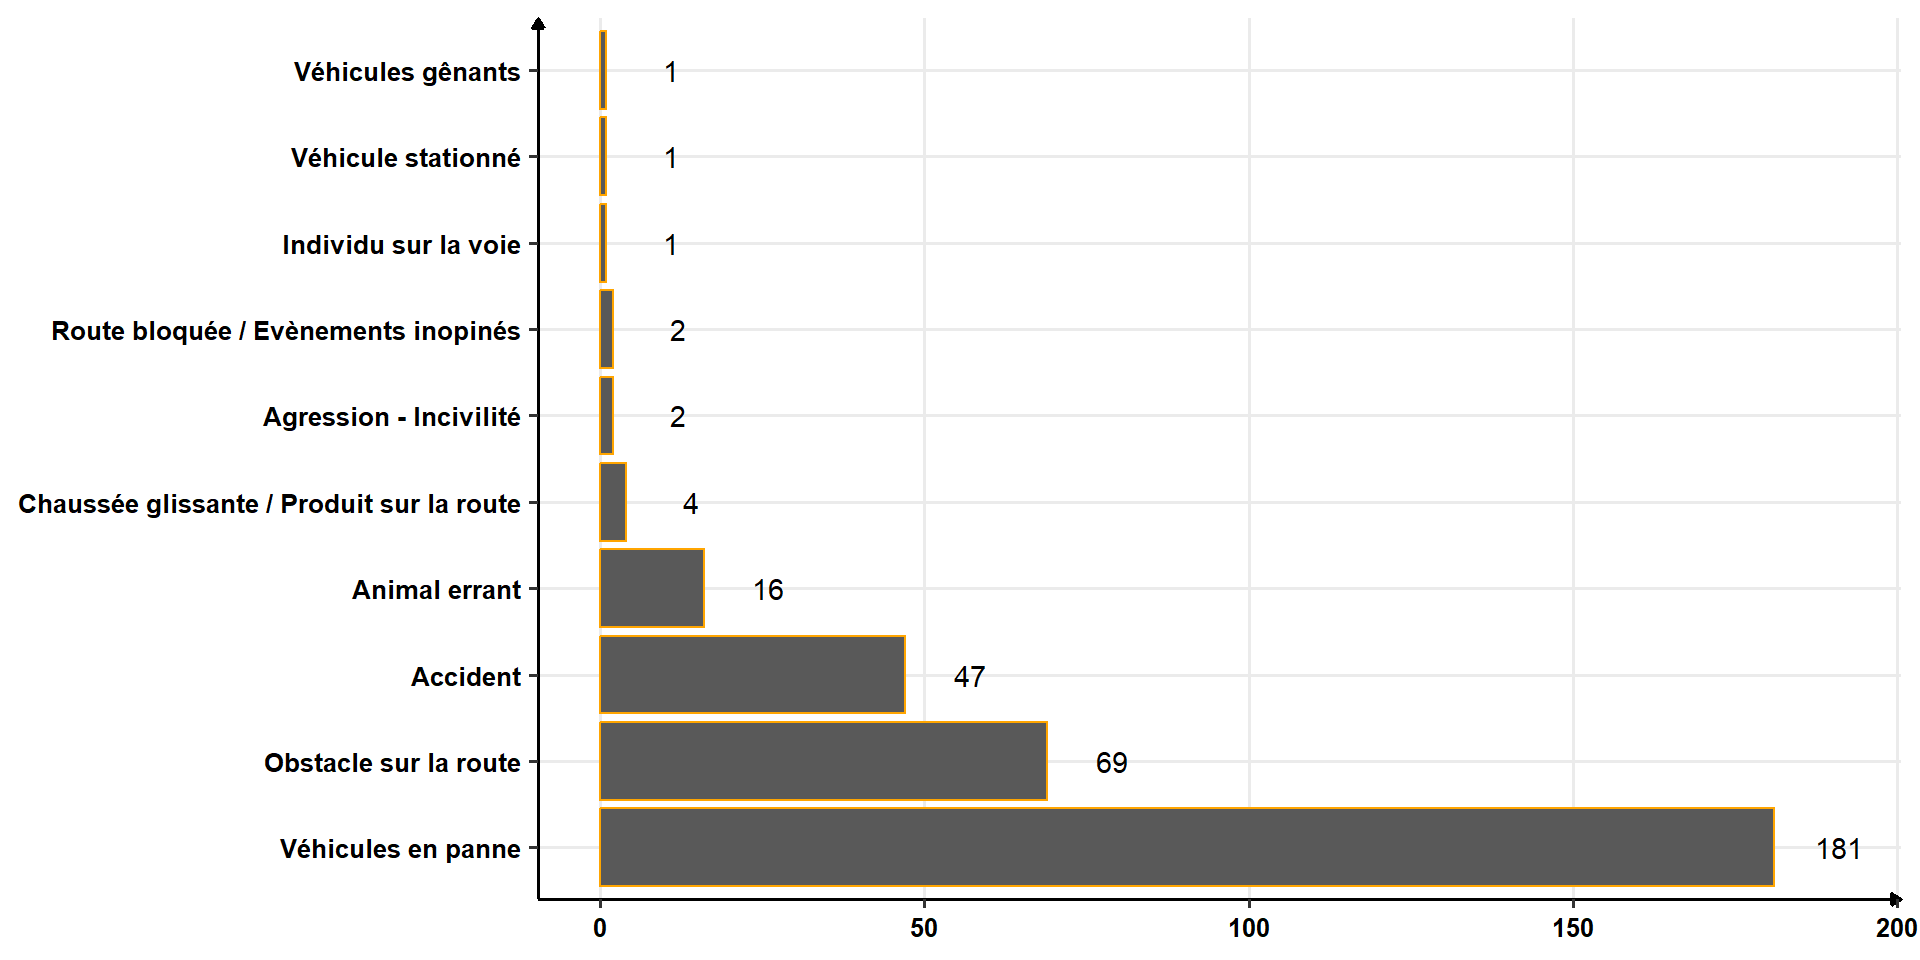 Véhicules gênants 1
Véhicule stationné 1
Individu sur la voie 1
Route bloquée / Evènements inopinés 2
Agression - Incivilité 2
Chaussée glissante / Produit sur la route 4
Animal errant 16
Accident 47
Obstacle sur la route 69
Véhicules en panne 181
0 50 100 150 200